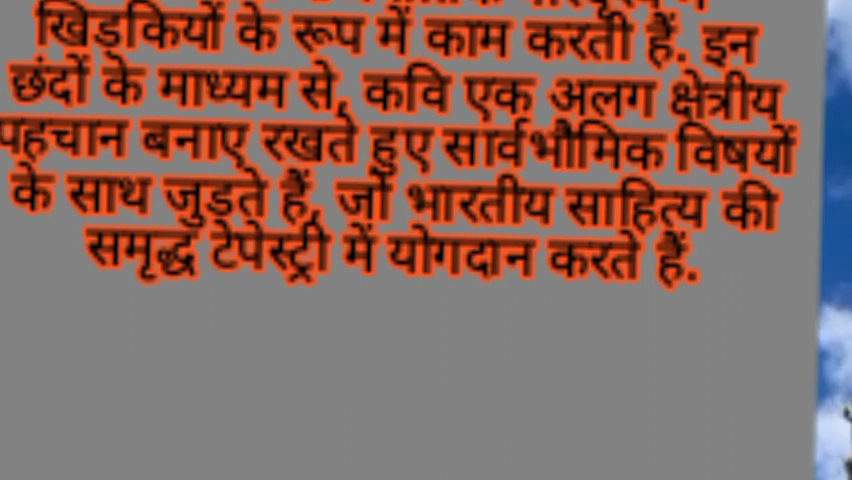 खिड़कियों के रूप में काम करती हैं. इन
छंदों के माध्यम से, कवि एक अलग क्षेत्रीय
पहचान बनाए रखते हुए सार्वभौमिक विषयों
के साथ जुड़ते हैं, जो भारतीय साहित्य की
समृद्ध टेपेस्ट्री में योगदान करते हैं.